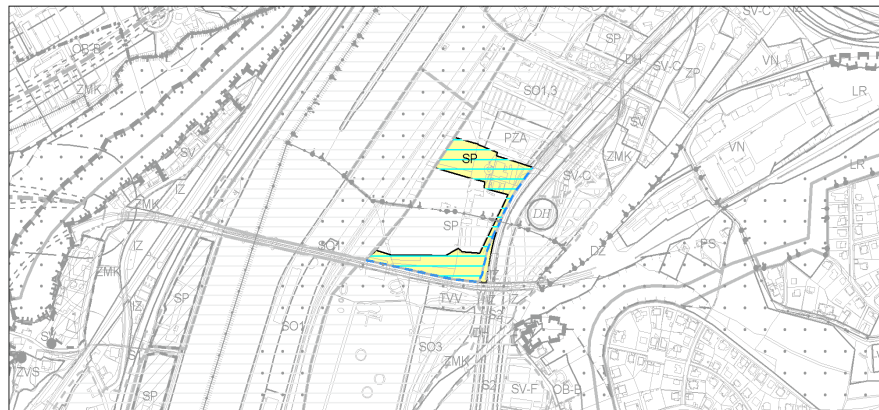 OB-B
SP
DH
SV-C
SV-C
ZP
VN
LR
ZMK
SO1,3
SV
PZA
VN
SV
SP
ZMK
IZ
SV-C
LR
ZMK
DH
SP
IZ
SO1
DZ
PS
ZMK
IZ
SP
IZ
TVV
IZ
IZ
SO1
SO3
ZMK
S2
SV-F
OB-B
ZVS
SP